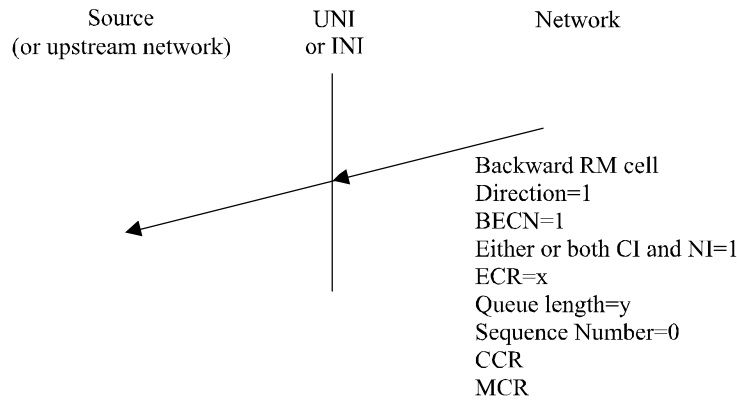 Source
(or upstream network)
UNI
or INI
Network
Backward RM cell
Direction=1
BECN=1
Either or both CI and NI=1
ECR=x
Queue length=y
Sequence Number=0
CCR
MCR